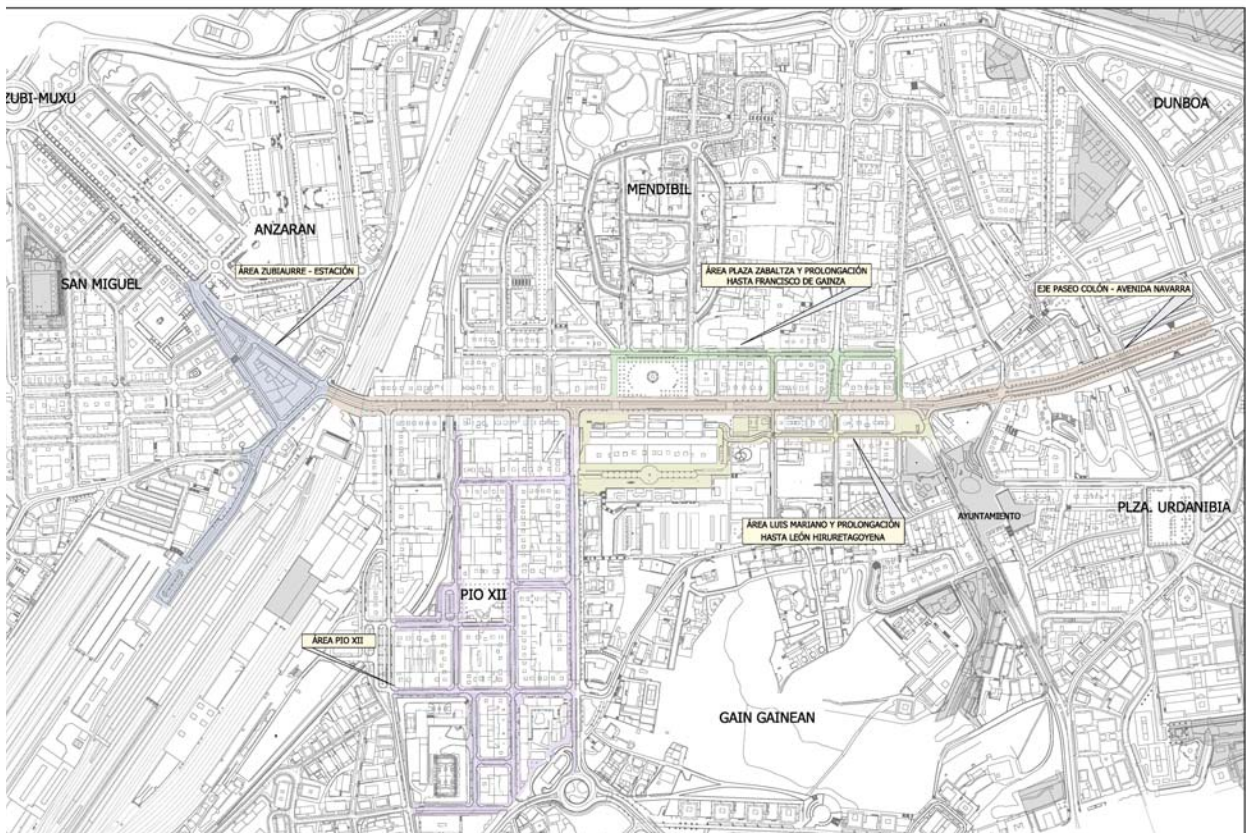 ZUBI-MUXU
DUNBOA
MENDIBIL
ANZARAN
ÁREA ZUBIAURRE - ESTACIÓN
ÁREA PLAZA ZABALTZA Y PROLONGACIÓN
HASTA FRANCISCO DE GAINZA
SAN MIGUEL
EJE PASEO COLÓN - AVENIDA NAVARRA
ÁREA LUIS MARIANO Y PROLONGACIÓN
HASTA LEÓN HIRURETAGOYENA
AYUNTAMIENTO
PLZA. URDANIBIA
PIO XII
ÁREA PIO XII
GAIN GAINEAN